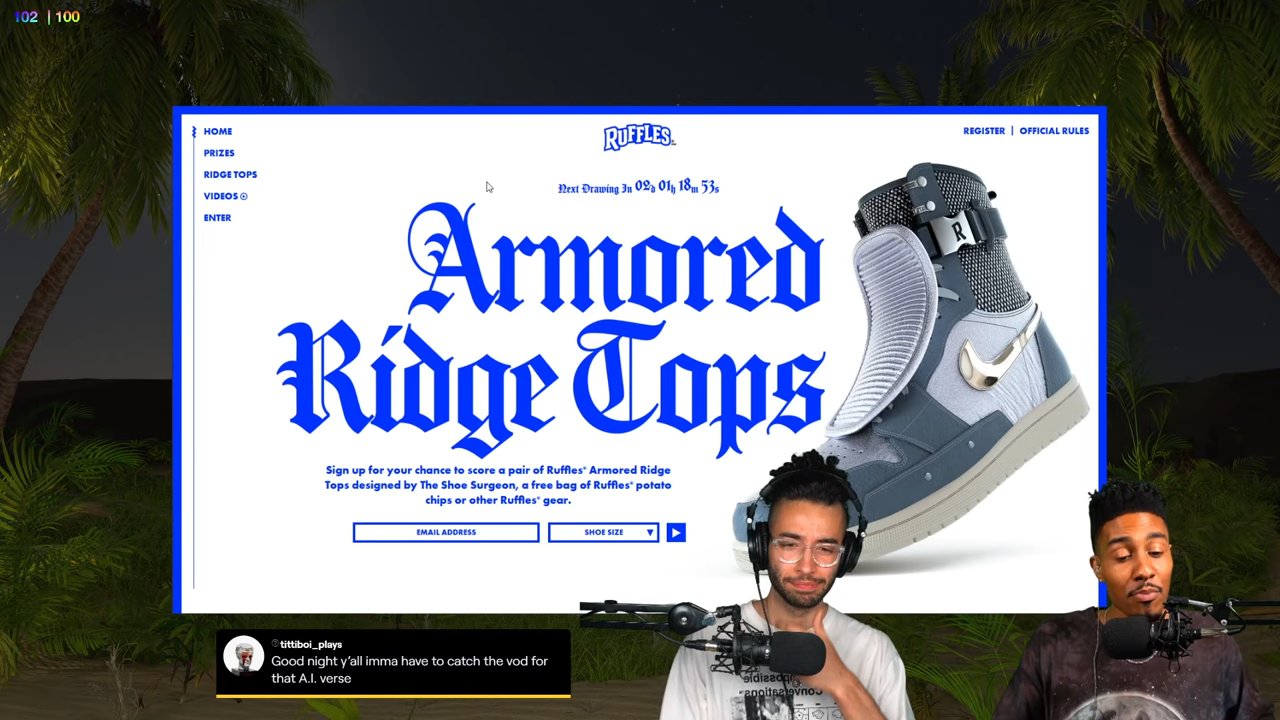 102 | 100
HOME
PRIZES
RIDGE TOPS
VIDEOS
ENTER
RUFFLES
REGISTER | OFFICIAL RULES
Next Drawing In 02d 01h 18m 53s
Armored
Ridge Tops
Sign up for your chance to score a pair of Ruffles® Armored Ridge
Tops designed by The Shoe Surgeon, a free bag of Ruffles® potato
chips or other Ruffles® gear.
EMAIL ADDRESS
SHOE SIZE
R
tittiboi_plays
Good night y'all imma have to catch the vod for
that A.I. verse